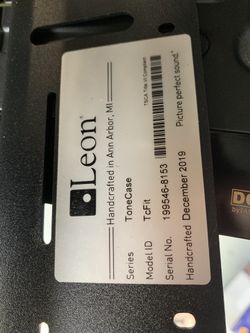 Leon®
Handcrafted in Ann Arbor, MI
TSCA Title VI Compliant
Series ToneCase
Model ID TcFit
Serial No. 199546-8153
Handcrafted December 2019
Picture perfect sound.™